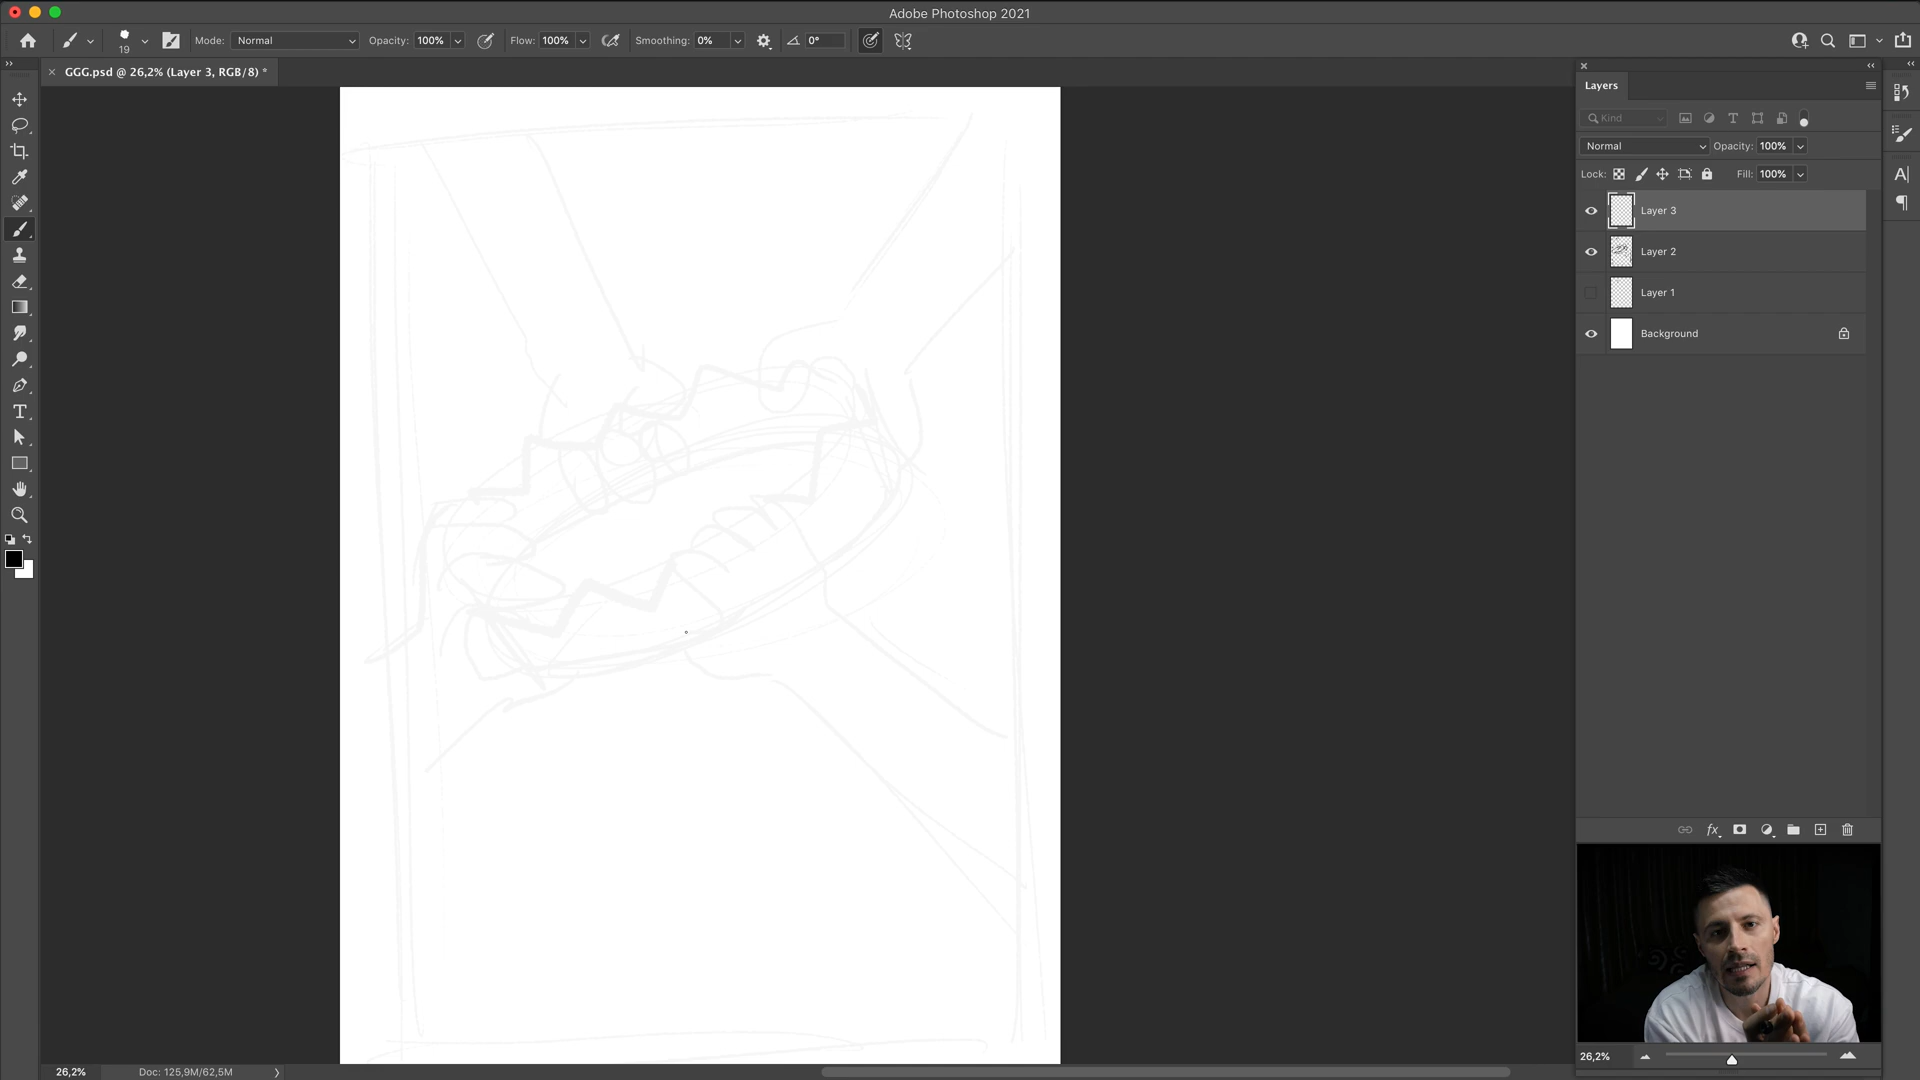 Adobe Photoshop 2021
19
Mode: Normal
Opacity: 100%
Flow: 100%
Smoothing: 0%
0°
GGG.psd @ 26,2% (Layer 3, RGB/8) *
Layers
Kind
Normal
Opacity: 100%
Lock:
Fill: 100%
Layer 3
Layer 2
Layer 1
Background
fx
26,2%
26,2%
Doc: 125,9M/62,5M